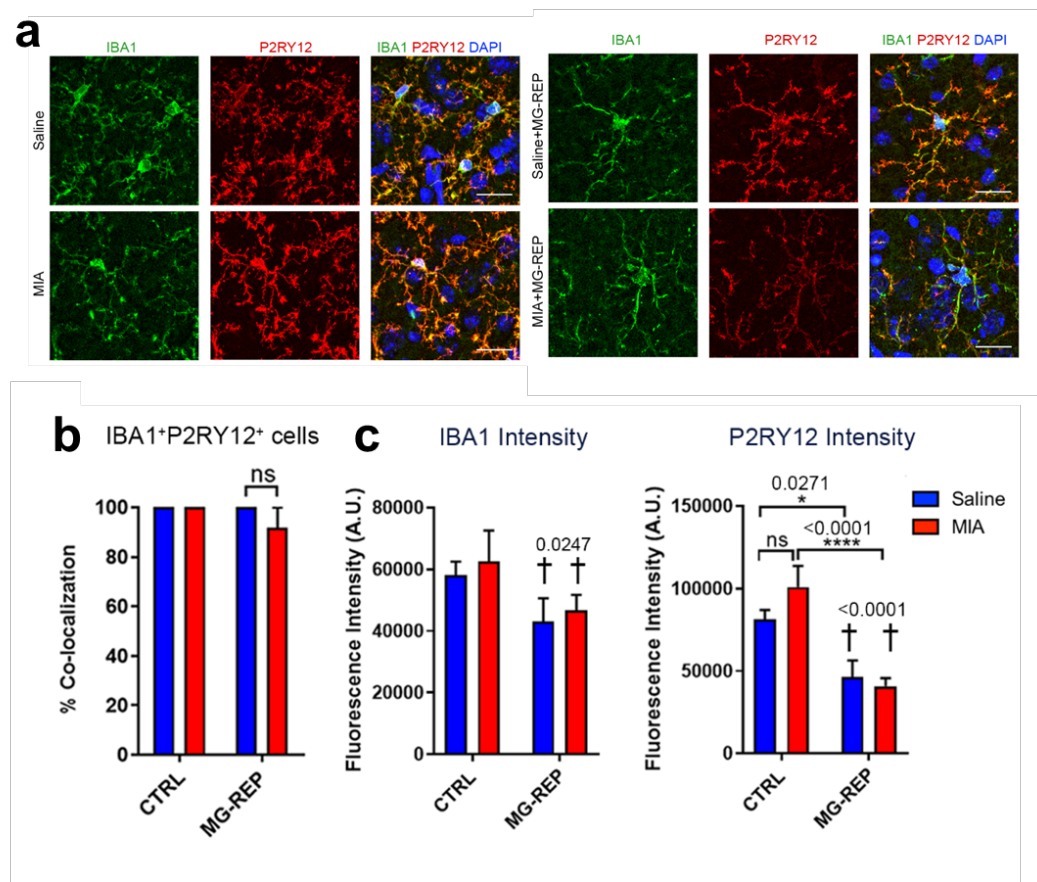 a
IBA1 P2RY12 IBA1 P2RY12 DAPI
Saline
MIA
IBA1 P2RY12 IBA1 P2RY12 DAPI
Saline+MG-REP
MIA+MG-REP
b
IBA1⁺P2RY12⁺ cells
ns
% Co-localization
100
80
60
40
20
0
CTRL
MG-REP
c
IBA1 Intensity
Fluorescence Intensity (A.U.)
80000
60000
40000
20000
0
0.0247
† †
CTRL
MG-REP
P2RY12 Intensity
Fluorescence Intensity (A.U.)
150000
100000
50000
0
0.0271
*
<0.0001
ns ****
<0.0001
† †
CTRL
MG-REP
Saline
MIA